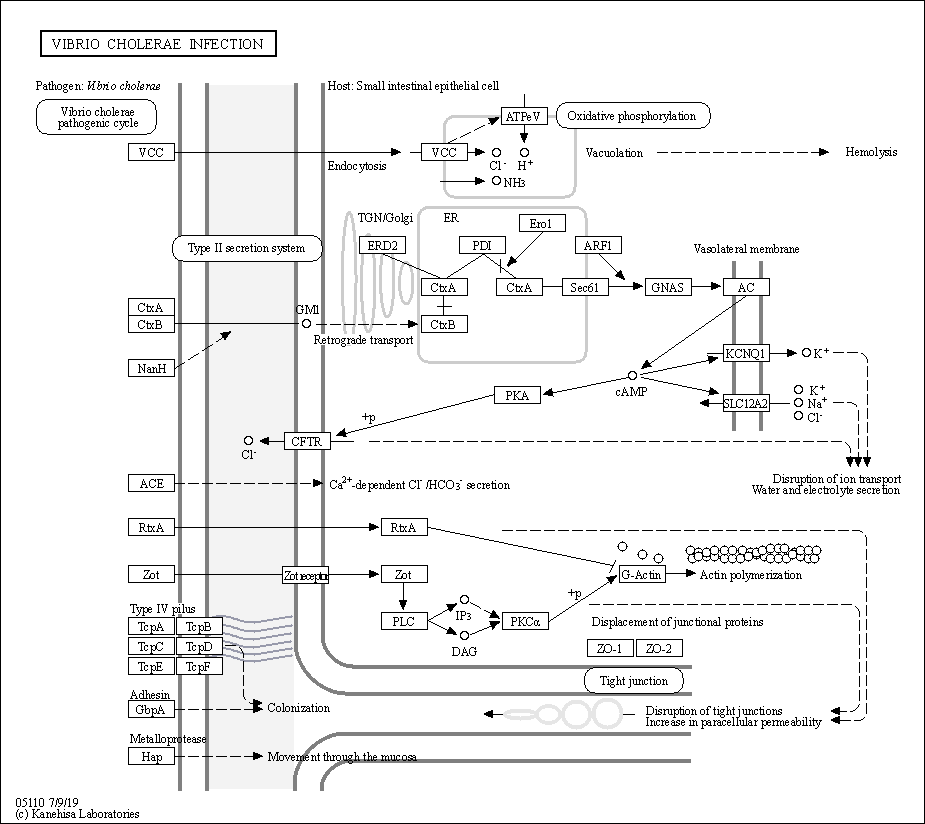 VIBRIO CHOLERAE INFECTION
Pathogen: Vibrio cholerae
Host: Small intestinal epithelial cell
Vibrio cholerae
pathogenic cycle
ATPeV
Oxidative phosphorylation
VCC
Endocytosis
VCC
Cl-
H+
NH3
Vacuolation
Hemolysis
TGN/Golgi
ER
Ero1
Type II secretion system
ERD2
PDI
ARF1
Vasolateral membrane
CtxA
CtxA
Sec61
GNAS
AC
CtxA
CtxB
GM1
CtxB
Retrograde transport
NanH
KCNQ1
K+
cAMP
PKA
SLC12A2
K+
Na+
Cl-
+p
CFTR
Cl-
ACE
Ca2+-dependent Cl-/HCO3- secretion
Disruption of ion transport
Water and electrolyte secretion
RtxA
RtxA
Zot
Zot receptor
Zot
G-Actin
Actin polymerization
+p
PLC
IP3
DAG
PKCα
Type IV pilus
TcpA
TcpB
TcpC
TcpD
TcpE
TcpF
Displacement of junctional proteins
ZO-1
ZO-2
Tight junction
Adhesin
GbpA
Colonization
Disruption of tight junctions
Increase in paracellular permeability
Metalloprotease
Hap
Movement through the mucosa
05110 7/9/19
(c) Kanehisa Laboratories